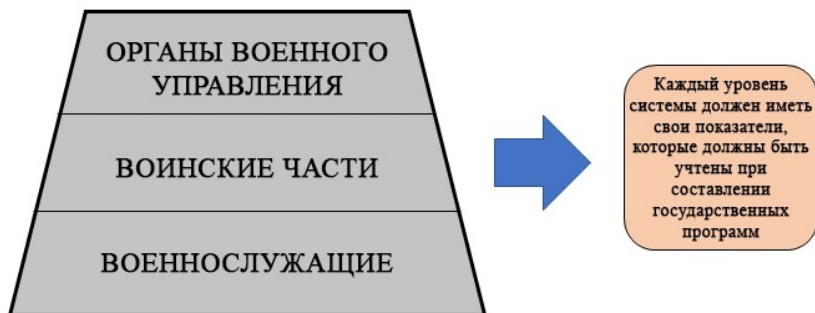 ОРГАНЫ ВОЕННОГО
УПРАВЛЕНИЯ
ВОИНСКИЕ ЧАСТИ
ВОЕННОСЛУЖАЩИЕ
Каждый уровень
системы должен иметь
свои показатели,
которые должны быть
учтены при
составлении
государственных
программ